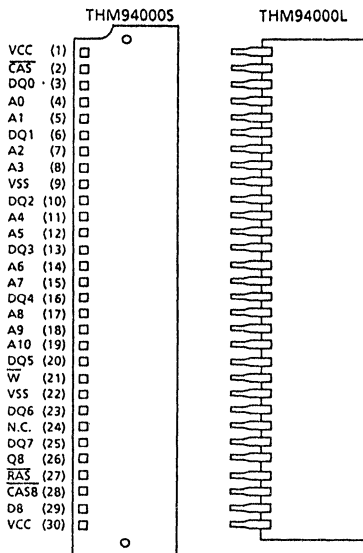 THM94000S THM94000L
VCC (1)
CAS (2)
DQ0 (3)
A0 (4)
A1 (5)
DQ1 (6)
A2 (7)
A3 (8)
VSS (9)
DQ2 (10)
A4 (11)
A5 (12)
DQ3 (13)
A6 (14)
A7 (15)
DQ4 (16)
A8 (17)
A9 (18)
A10 (19)
DQ5 (20)
W (21)
VSS (22)
DQ6 (23)
N.C. (24)
DQ7 (25)
Q8 (26)
RAS (27)
CAS8 (28)
D8 (29)
VCC (30)